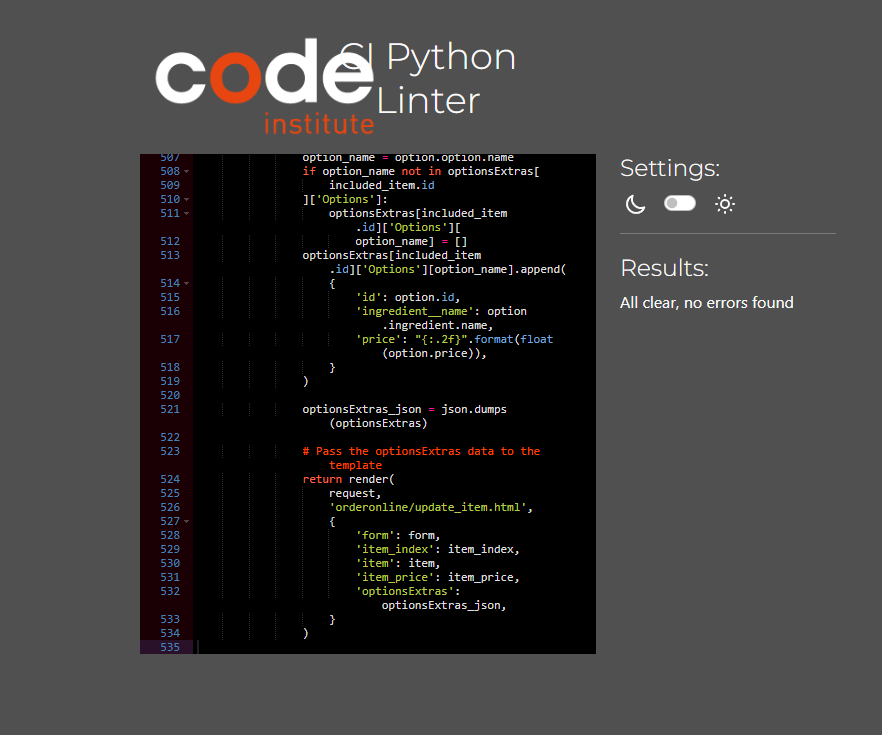 code
institute
CI Python
Linter
507 option_name = option.option.name
508 if option_name not in optionsExtras[
509 included_item.id
510 ]['Options']:
511 optionsExtras[included_item
.id]['Options'][
512 option_name] = []
513 optionsExtras[included_item
.id]['Options'][option_name].append(
514 {
515 'id': option.id,
516 'ingredient__name': option
.ingredient.name,
517 'price': "{:.2f}".format(float
(option.price)),
518 }
519 )
520
521 optionsExtras_json = json.dumps
(optionsExtras)
522
523 # Pass the optionsExtras data to the
template
524 return render(
525 request,
526 'orderonline/update_item.html',
527 {
528 'form': form,
529 'item_index': item_index,
530 'item': item,
531 'item_price': item_price,
532 'optionsExtras':
optionsExtras_json,
533 }
534 )
535
Settings:
Results:
All clear, no errors found